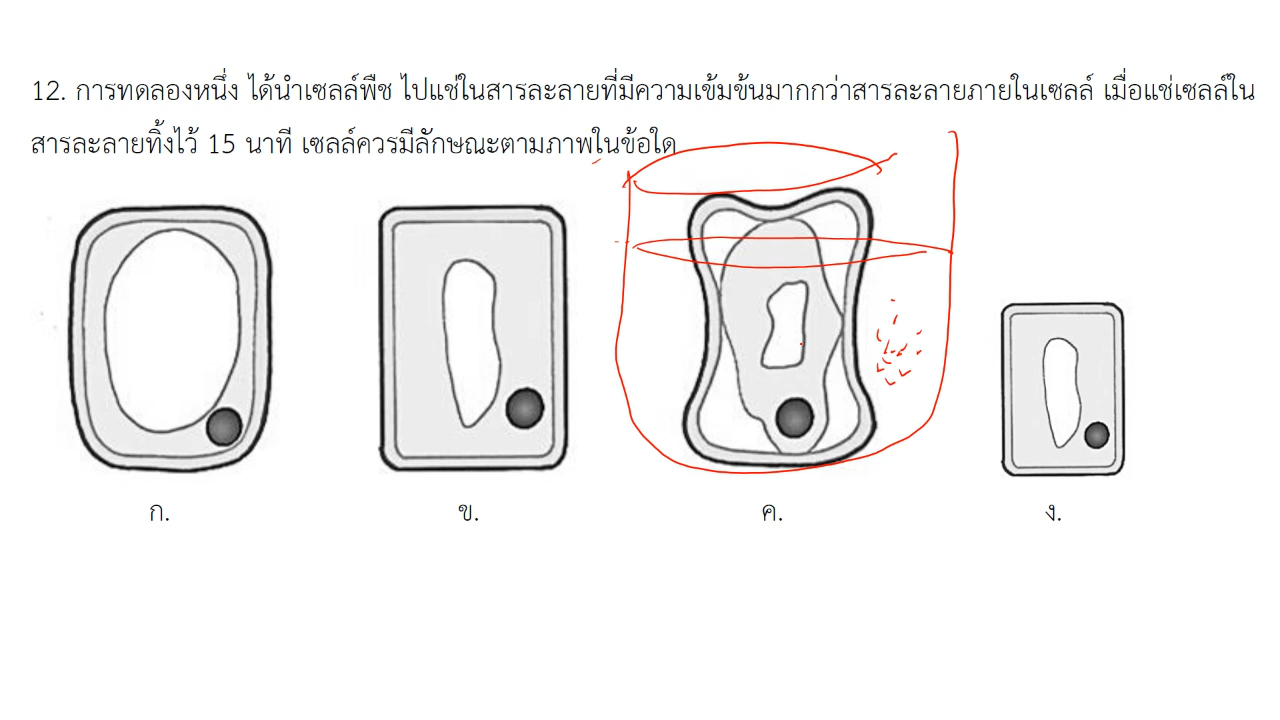 12. การทดลองหนึ่ง ได้นำเซลล์พืช ไปแช่ในสารละลายที่มีความเข้มข้นมากกว่าสารละลายภายในเซลล์ เมื่อแช่เซลล์ใน
สารละลายทิ้งไว้ 15 นาที เซลล์ควรมีลักษณะตามภาพในข้อใด
ก. ข. ค. ง.